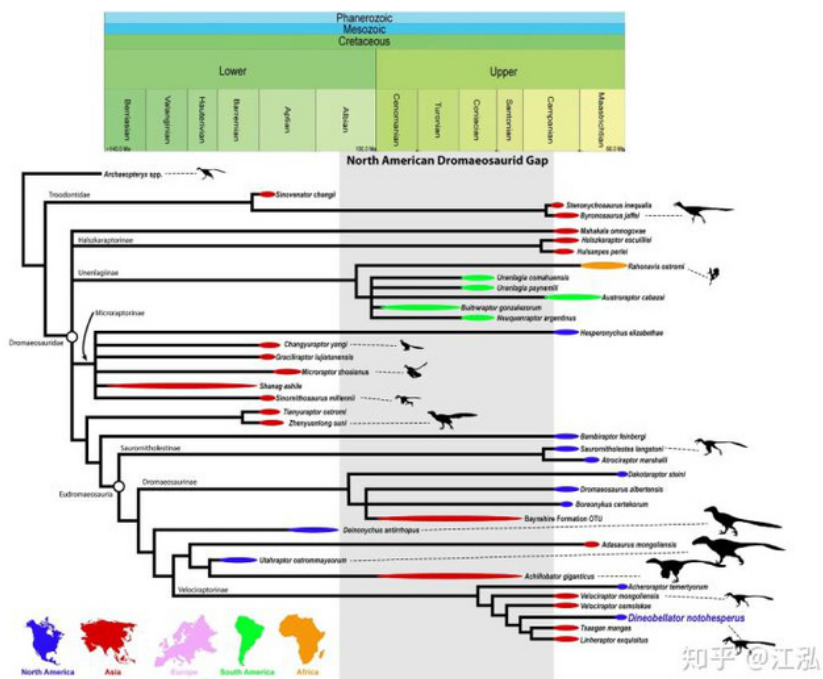 Phanerozoic
Mesozoic
Cretaceous
Lower
Upper
Berriasian
Valanginian
Hauterivian
Barremian
Aptian
Albian
Cenomanian
Turonian
Coniacian
Santonian
Campanian
Maastrichtian
North American Dromaeosaurid Gap
Archaeopteryx spp.
Troodontidae
Sinovenator changii
Stenonychosaurus inequalis
Byronosaurus jaffei
Mahakala omnogovae
Halszkaraptorinae
Halszkaraptor escuilliei
Hulsanpes perlei
Unenlagiinae
Rahonavis ostromi
Unenlagia comahuensis
Unenlagia paynemili
Austroraptor cabazai
Buitreraptor gonzalezorum
Neuquenraptor argentinus
Microraptorinae
Dromaeosauridae
Hesperonychus elizabethae
Changyuraptor yangi
Graciliraptor lujiatunensis
Microraptor zhaoianus
Shanag ashile
Sinornithosaurus millenii
Tianyuraptor ostromi
Zhenyuanlong suni
Bambiraptor feinbergi
Saurornitholestinae
Saurornitholestes langstoni
Atrociraptor marshalli
Dakotaraptor steini
Dromaeosaurinae
Dromaeosaurus albertensis
Eudromaeosauria
Boreonykus certekorum
Baynshire Formation OTU
Deinonychus antirrhopus
Adasaurus mongoliensis
Utahraptor ostrommayorum
Achillobator giganticus
Velociraptorinae
Acheroraptor temertyorum
Velociraptor mongoliensis
Velociraptor osmolskae
Dineobellator notohesperus
Tsaagan mangas
Linheraptor exquisitus
North America
Asia
Europe
South America
Africa
知乎 @江泓